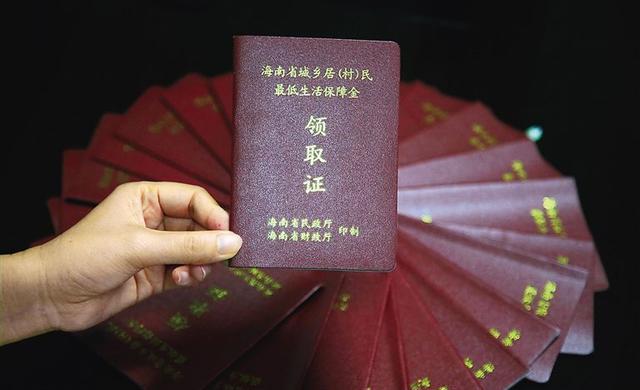 海南省城乡居(村)民
最低生活保障金
领
取
证
海南省民政厅
海南省财政厅
印制